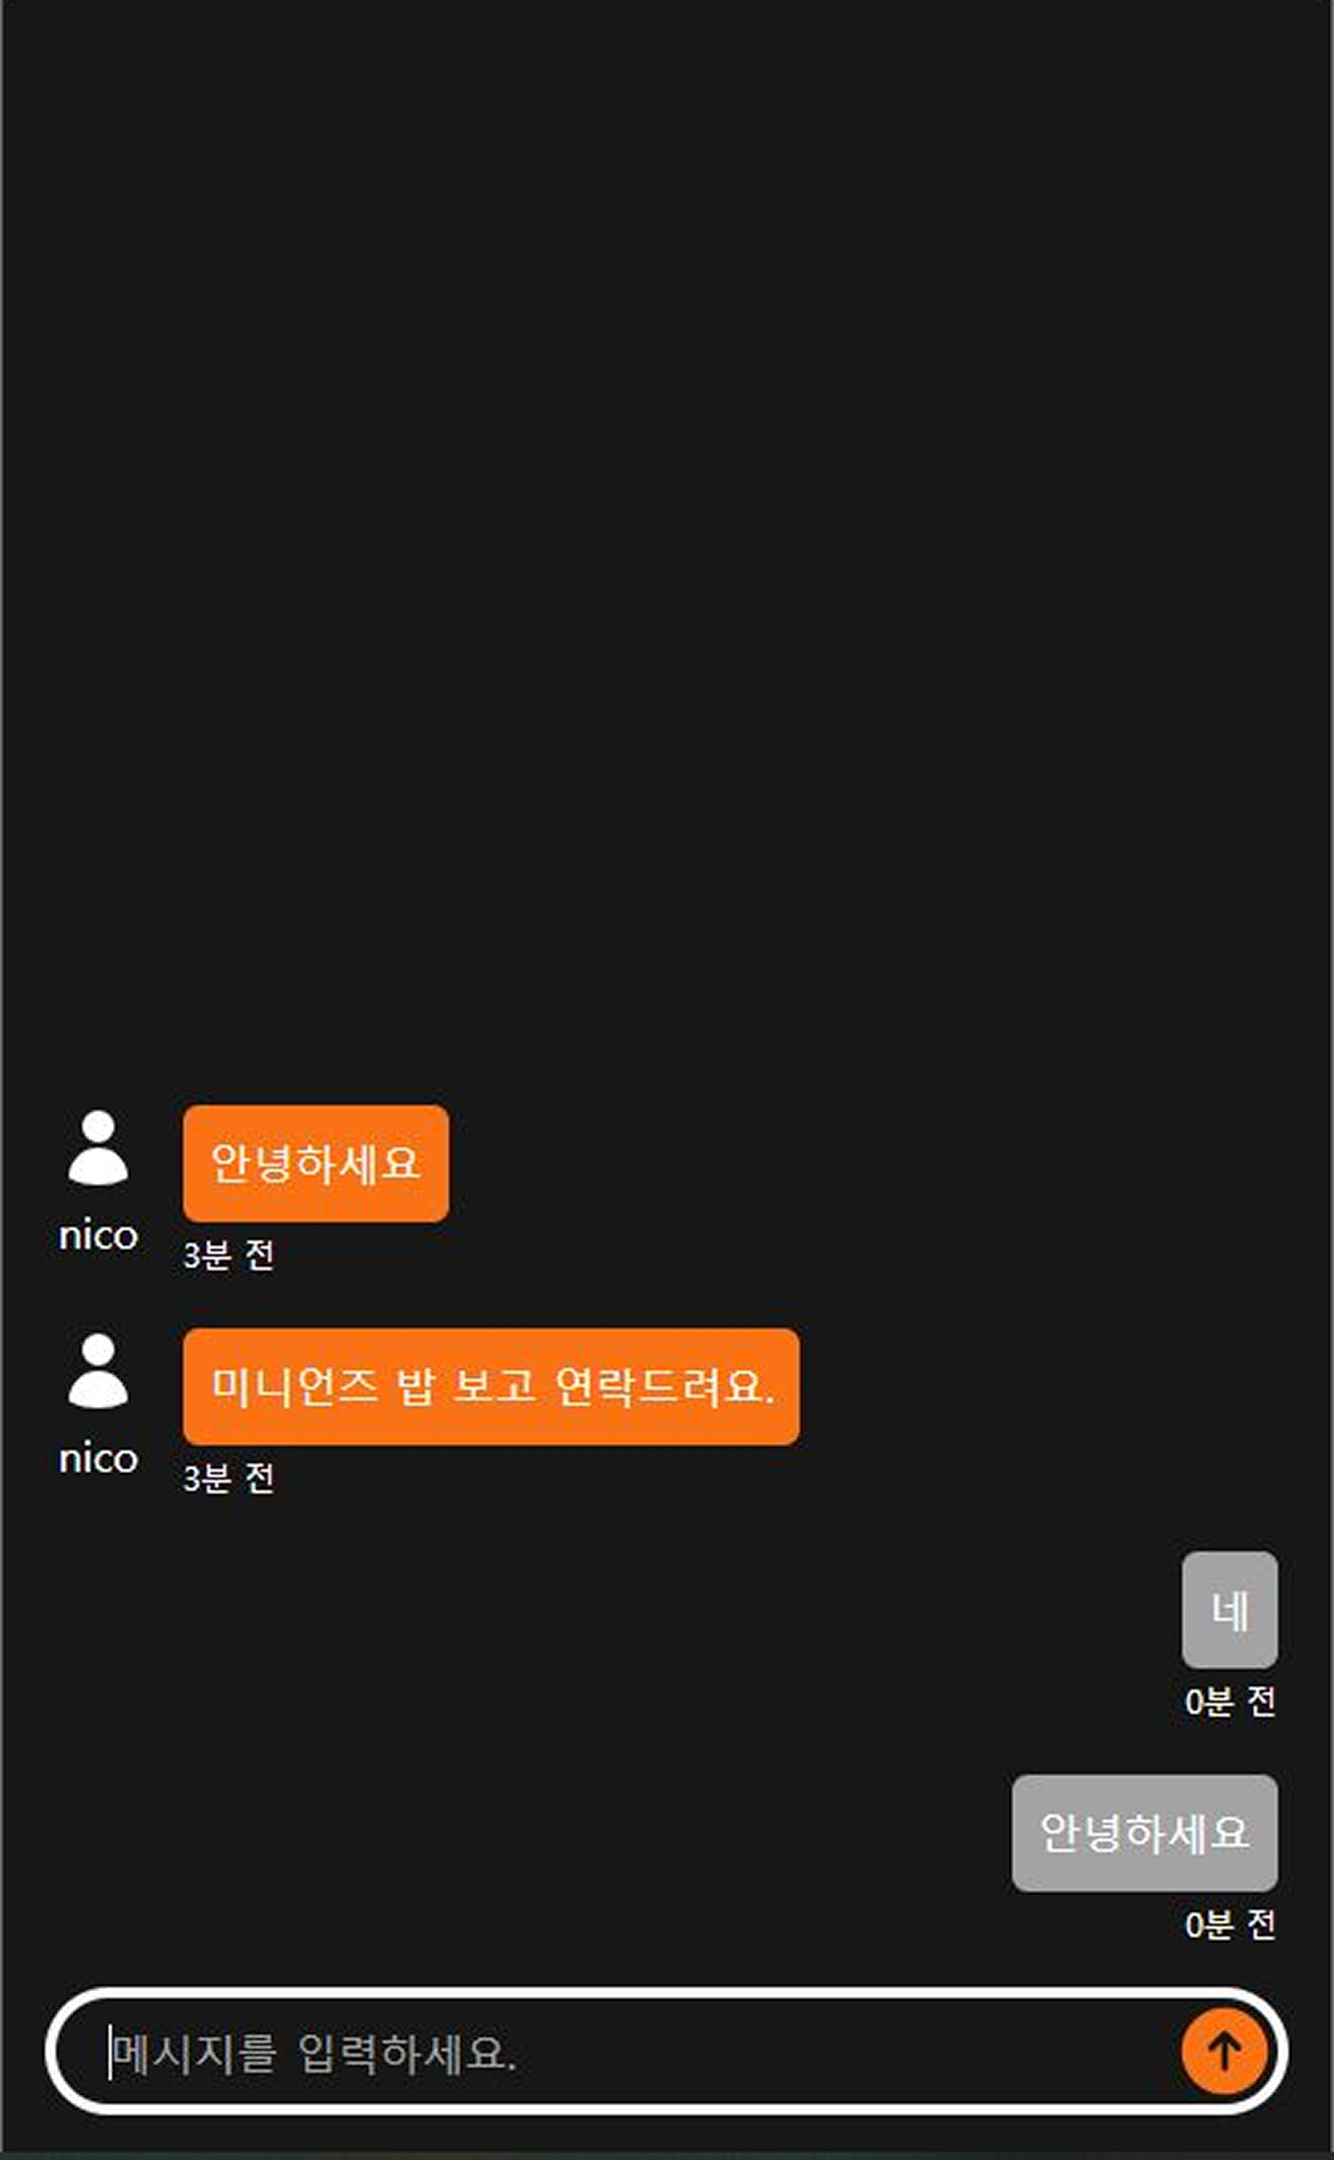 안녕하세요
nico
3분 전
미니언즈 밥 보고 연락드려요.
nico
3분 전
네
0분 전
안녕하세요
0분 전
메시지를 입력하세요.